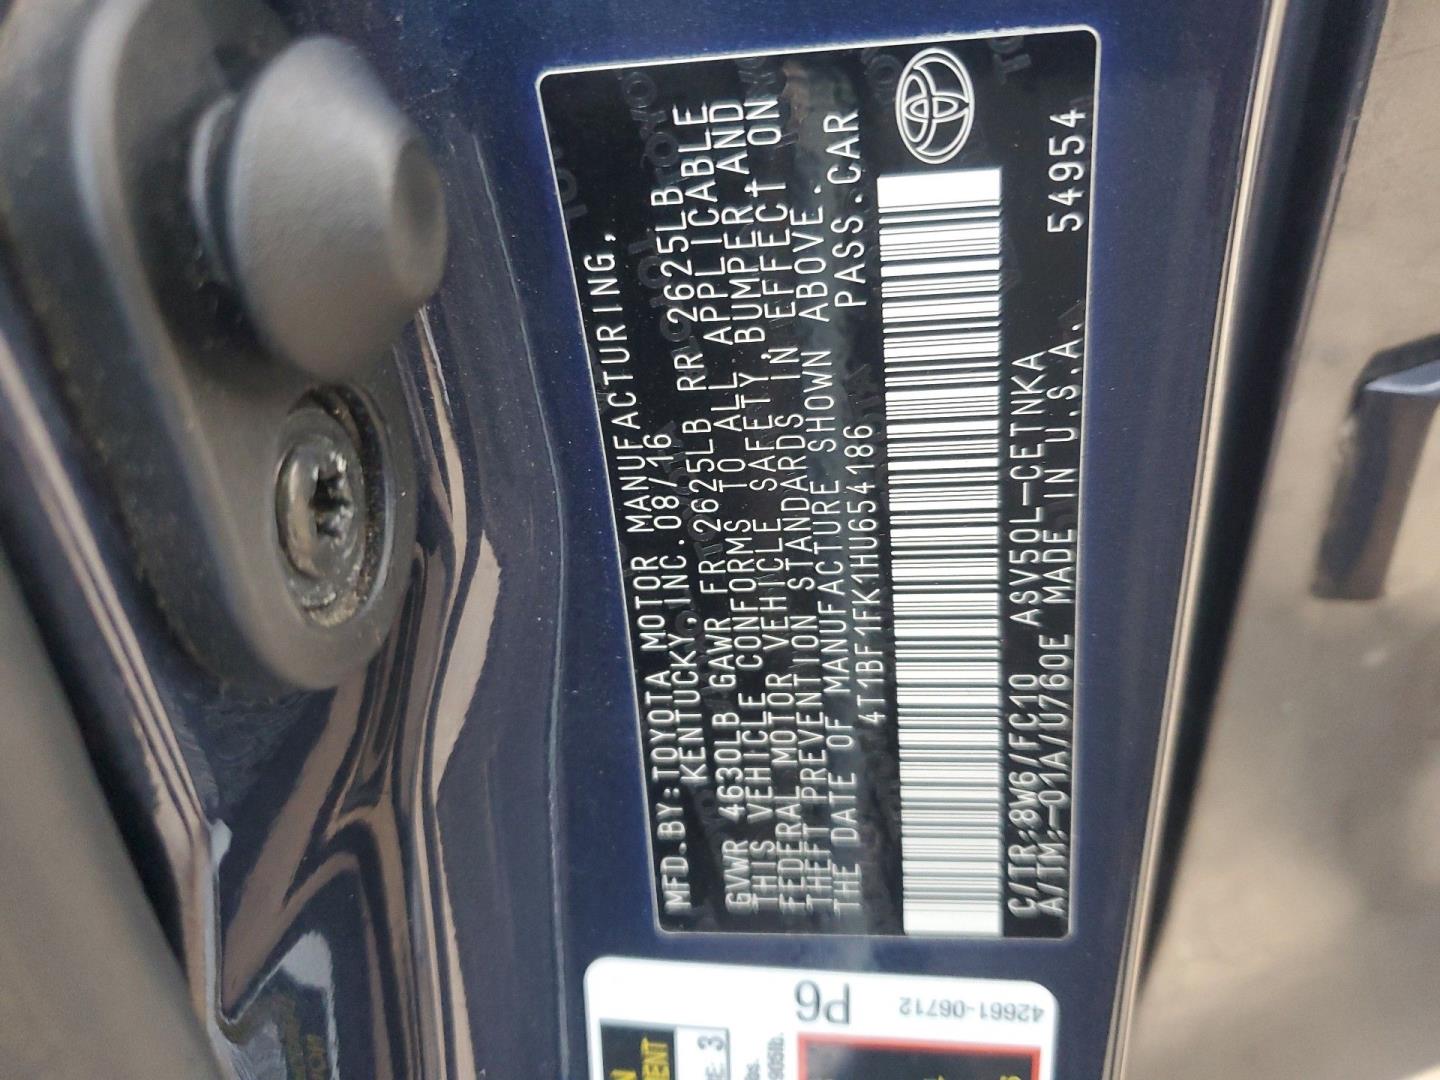 MFD.BY:TOYOTA MOTOR MANUFACTURING,
KENTUCKY,INC.08/16
GVWR 4630LB GAWR FR 2625LB RR 2625LB
THIS VEHICLE CONFORMS TO ALL APPLICABLE
FEDERAL MOTOR VEHICLE SAFETY, BUMPER, AND
THEFT PREVENTION STANDARDS IN EFFECT ON
THE DATE OF MANUFACTURE SHOWN ABOVE.
4T1BF1FK1HU654186 PASS.CAR
C/TR:8W6/FC10 ASV50L-CETNKA
A/TM:-01A/U760E MADE IN U.S.A.
54954
P6
42661-06712
3